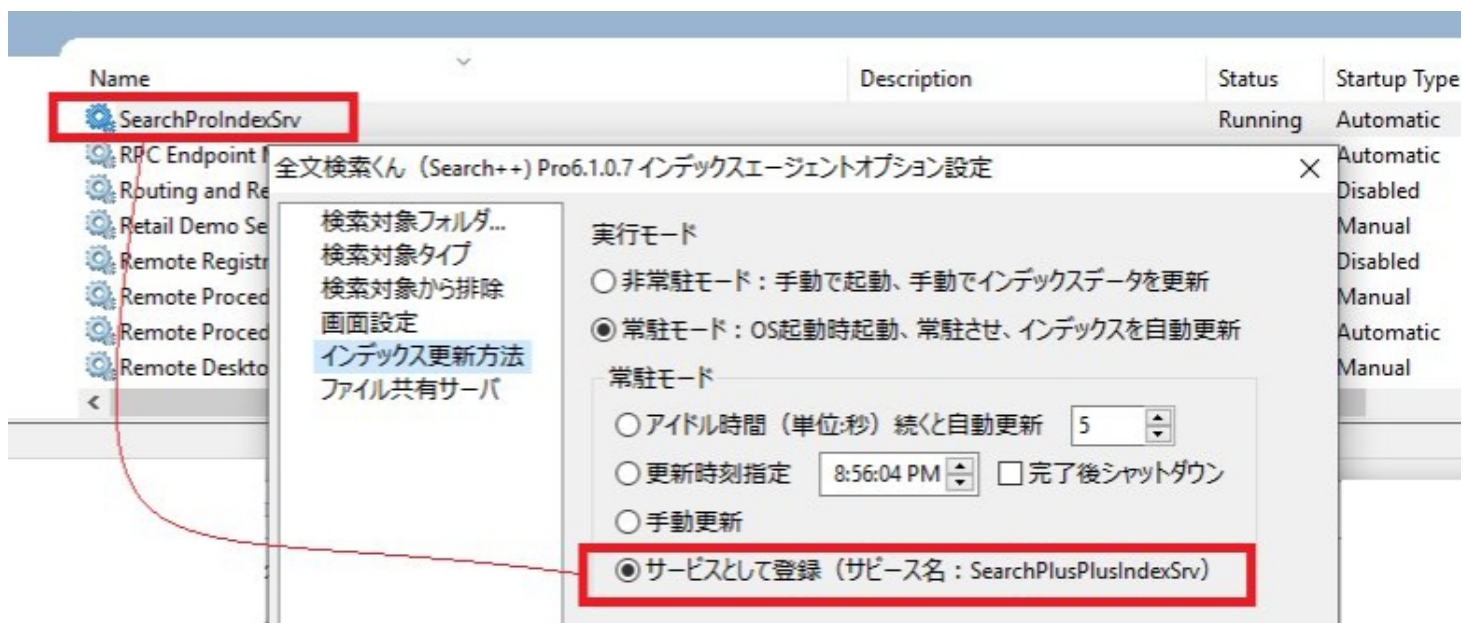 Name Description Status Startup Type
SearchProIndexSrv Running Automatic
RPC Endpoint Automatic
全文検索くん（Search++) Pro6.1.0.7 インデックスエージェントオプション設定
Routing and Re Disabled
Retail Demo Se Manual
Remote Registr Disabled
Remote Proced Manual
Remote Proced Automatic
Remote Deskto Manual
検索対象フォルダ...
検索対象タイプ
検索対象から排除
画面設定
インデックス更新方法
ファイル共有サーバ
実行モード
非常駐モード：手動で起動、手動でインデックスデータを更新
常駐モード：OS起動時起動、常駐させ、インデックスを自動更新
常駐モード
アイドル時間（単位:秒）続くと自動更新 5
更新時刻指定 8:56:04 PM 完了後シャットダウン
手動更新
サービスとして登録（サビース名：SearchPlusPlusIndexSrv）